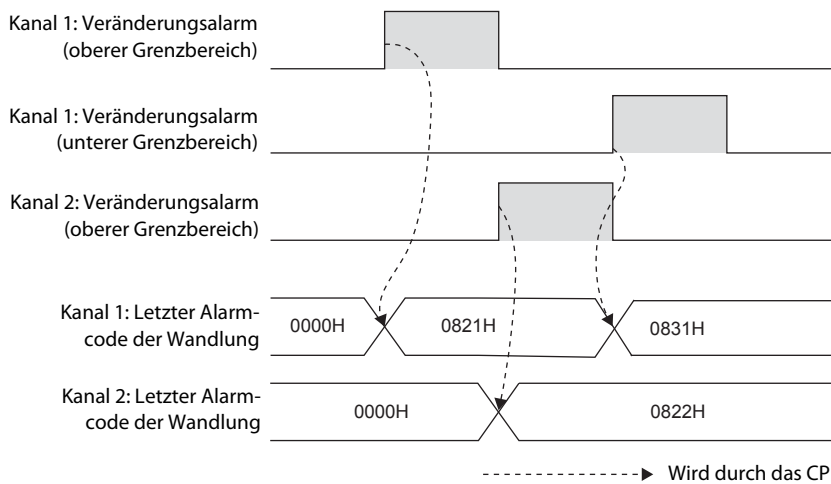 Kanal 1: Veränderungsalarm
(oberer Grenzbereich)
Kanal 1: Veränderungsalarm
(unterer Grenzbereich)
Kanal 2: Veränderungsalarm
(oberer Grenzbereich)
Kanal 1: Letzter Alarm-
code der Wandlung
0000H
0821H
0831H
Kanal 2: Letzter Alarm-
code der Wandlung
0000H
0822H
Wird durch das CP